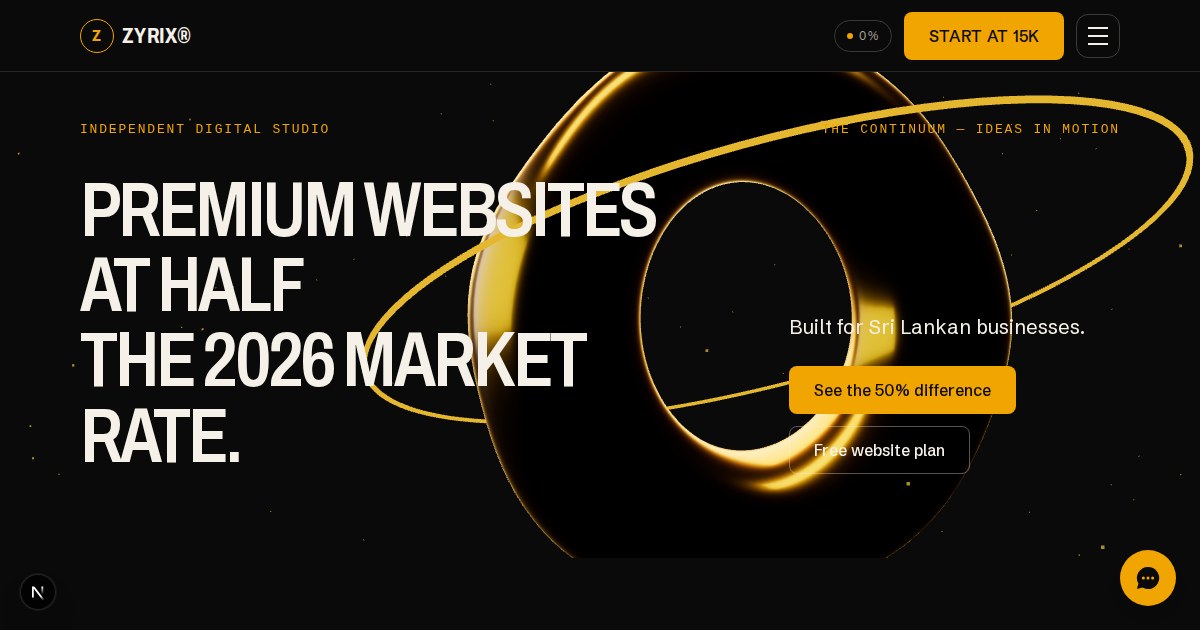 Z ZYRIX®
0%
START AT 15K
INDEPENDENT DIGITAL STUDIO
THE CONTINUUM — IDEAS IN MOTION
PREMIUM WEBSITES
AT HALF
THE 2026 MARKET
RATE.
Built for Sri Lankan businesses.
See the 50% difference
Free website plan
N